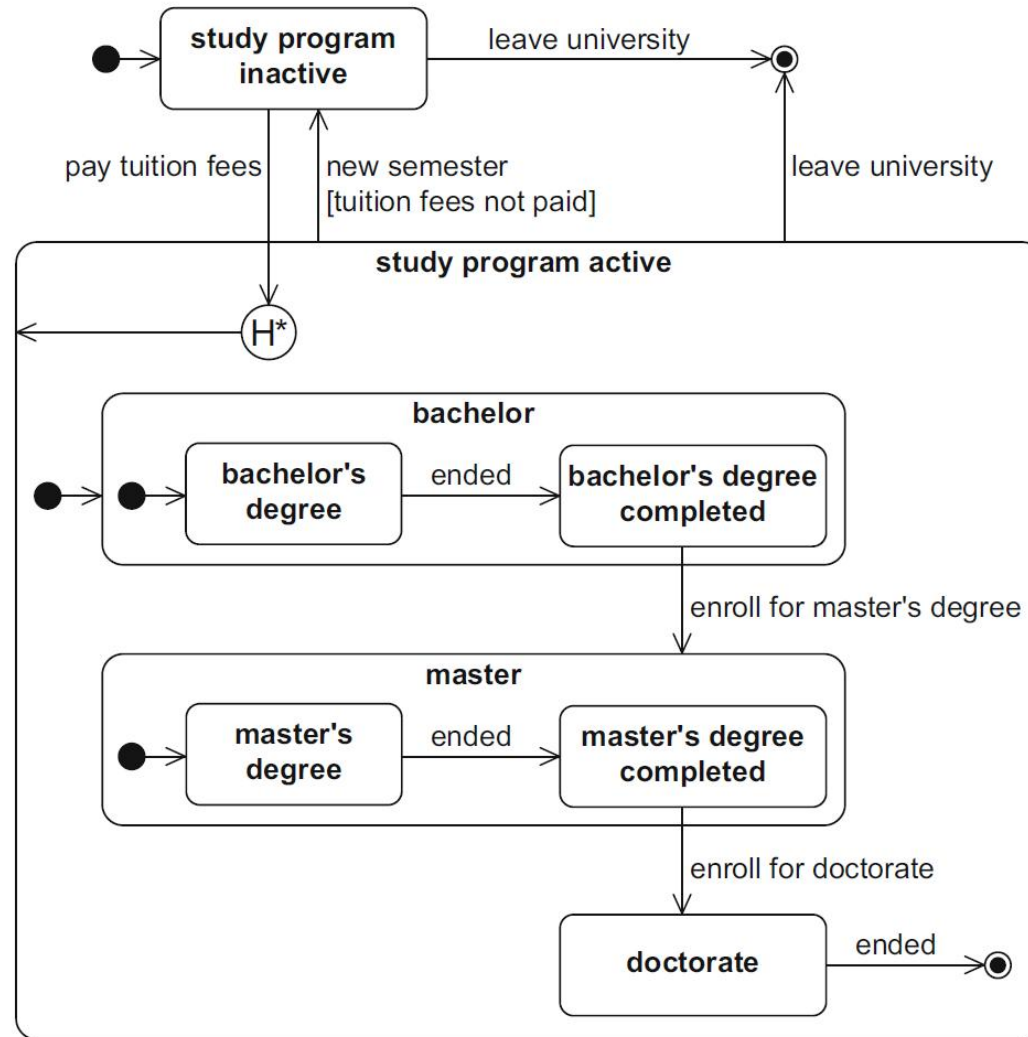 study program
inactive
leave university
pay tuition fees
new semester
[tuition fees not paid]
leave university
study program active
H*
bachelor
bachelor's
degree
ended
bachelor's degree
completed
enroll for master's degree
master
master's
degree
ended
master's degree
completed
enroll for doctorate
doctorate
ended